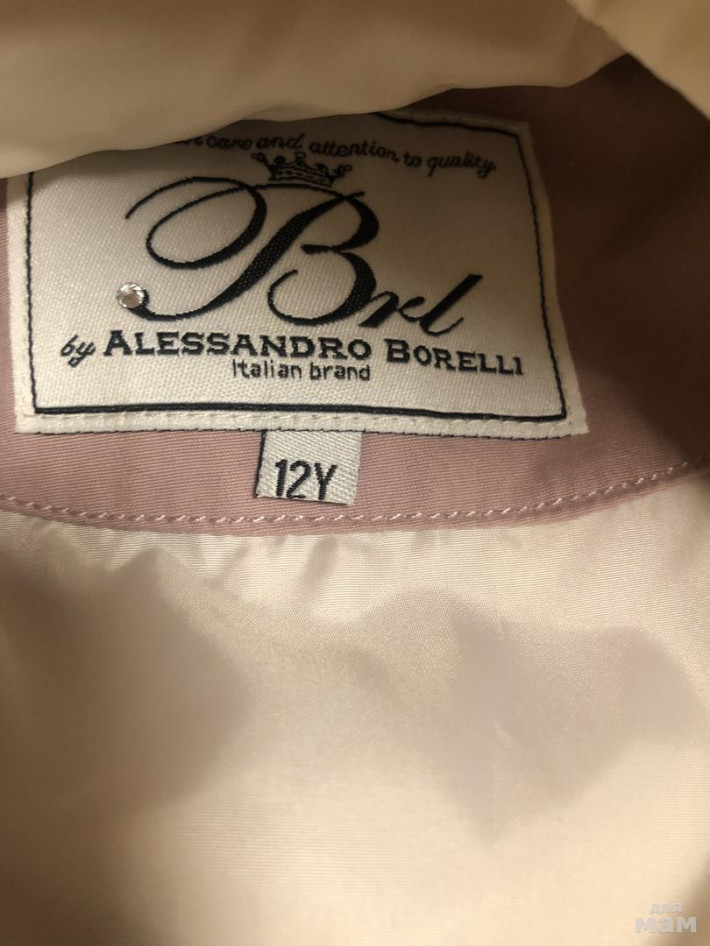 care and attention to quality
Brl
by ALESSANDRO BORELLI
Italian brand
12Y
для
мам